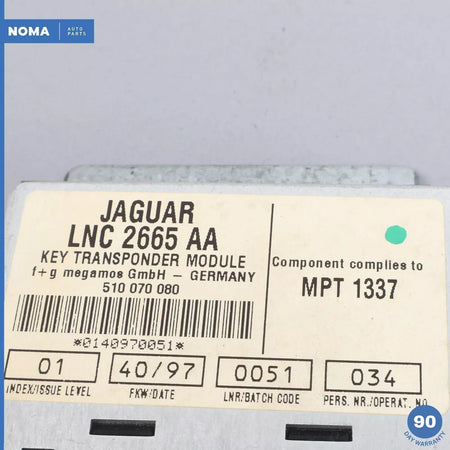 NOMA AUTO PARTS
JAGUAR
LNC 2665 AA
KEY TRANSPONDER MODULE
f+g megamos GmbH – GERMANY
510 070 080
*0140970051*
Component complies to
MPT 1337
01 40/97 0051 034
INDEX/ISSUE LEVEL FKW/DATE LNR/BATCH CODE PERS. NR./OPERAT. NO
90
DAY WARRANTY